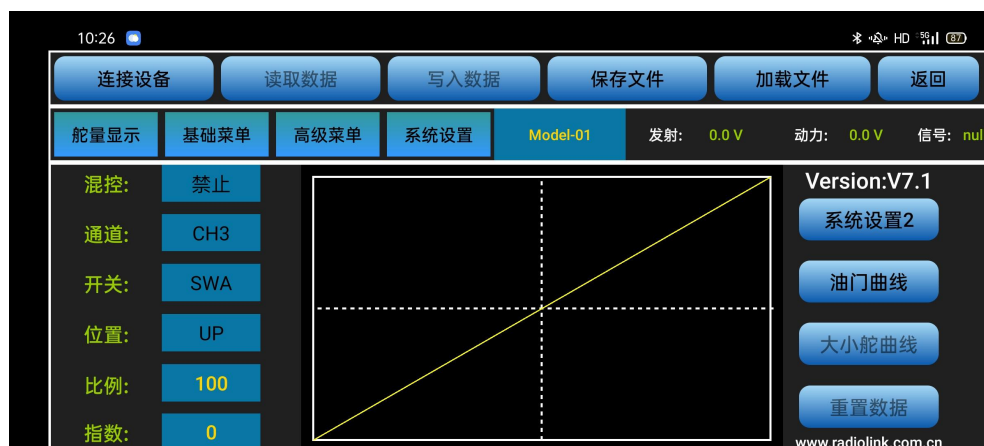 10:26 HD 5G 87
连接设备 读取数据 写入数据 保存文件 加载文件 返回
舵量显示 基础菜单 高级菜单 系统设置 Model-01 发射: 0.0 V 动力: 0.0 V 信号: nul
混控: 禁止
通道: CH3
开关: SWA
位置: UP
比例: 100
指数: 0
Version:V7.1
系统设置2
油门曲线
大小舵曲线
重置数据
www.radiolink.com.cn